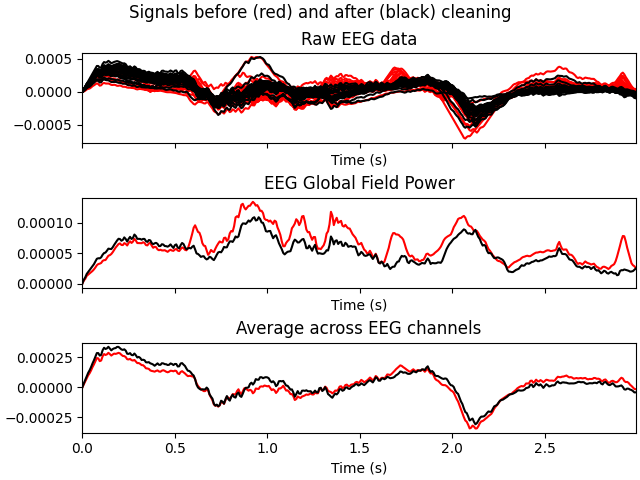 Signals before (red) and after (black) cleaning
Raw EEG data
0.0005
0.0000
−0.0005
Time (s)
EEG Global Field Power
0.00010
0.00005
0.00000
Time (s)
Average across EEG channels
0.00025
0.00000
−0.00025
0.0 0.5 1.0 1.5 2.0 2.5
Time (s)